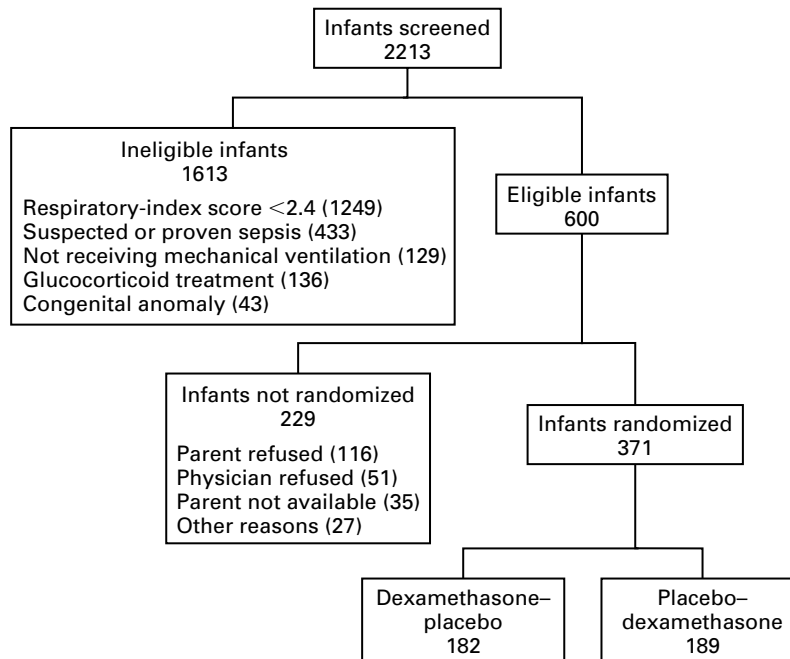 Infants screened
2213
Ineligible infants
1613
Respiratory-index score <2.4 (1249)
Suspected or proven sepsis (433)
Not receiving mechanical ventilation (129)
Glucocorticoid treatment (136)
Congenital anomaly (43)
Eligible infants
600
Infants not randomized
229
Parent refused (116)
Physician refused (51)
Parent not available (35)
Other reasons (27)
Infants randomized
371
Dexamethasone–
placebo
182
Placebo–
dexamethasone
189